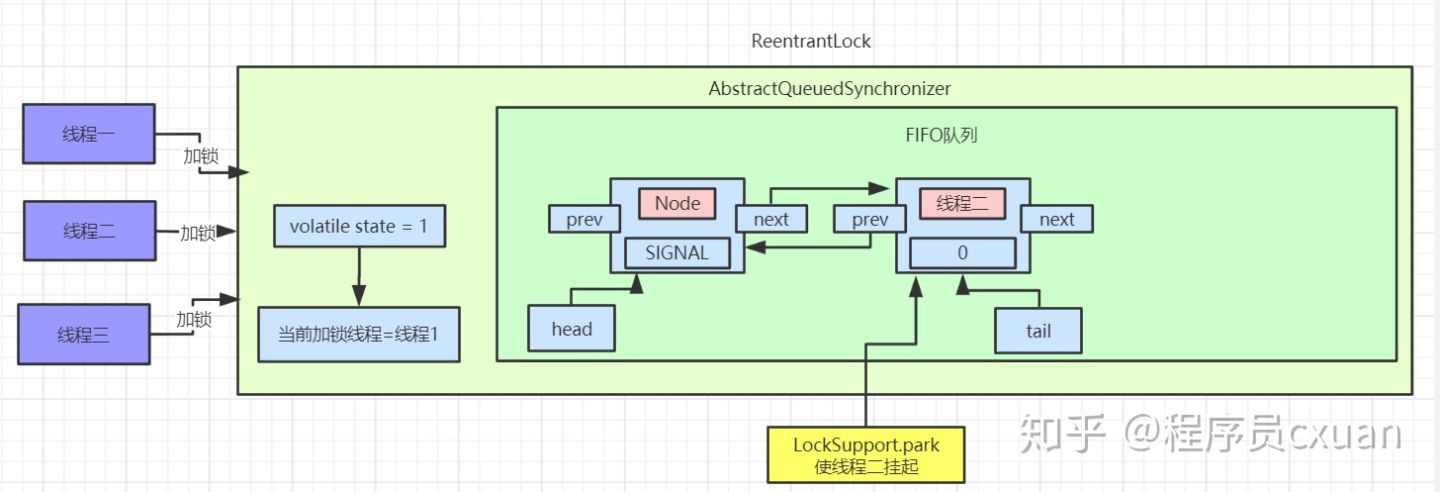 ReentrantLock
AbstractQueuedSynchronizer
FIFO队列
线程一
加锁
线程二
加锁
线程三
加锁
volatile state = 1
当前加锁线程=线程1
Node
prev
next
SIGNAL
head
线程二
prev
next
0
tail
LockSupport.park
使线程二挂起
知乎 @程序员cxuan